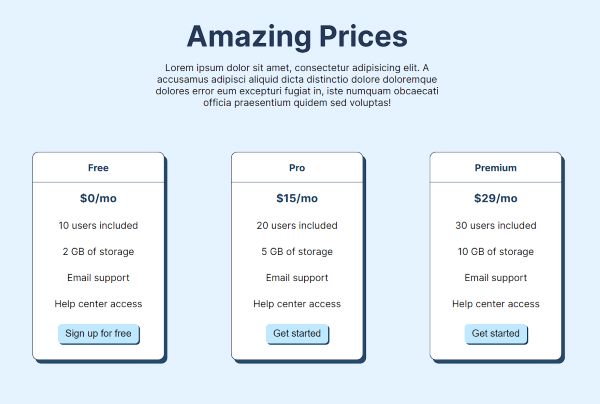 Amazing Prices
Lorem ipsum dolor sit amet, consectetur adipisicing elit. A
accusamus adipisci aliquid dicta distinctio dolore doloremque
dolores error eum excepturi fugiat in, iste numquam obcaecati
officia praesentium quidem sed voluptas!
Free
$0/mo
10 users included
2 GB of storage
Email support
Help center access
Sign up for free
Pro
$15/mo
20 users included
5 GB of storage
Email support
Help center access
Get started
Premium
$29/mo
30 users included
10 GB of storage
Email support
Help center access
Get started